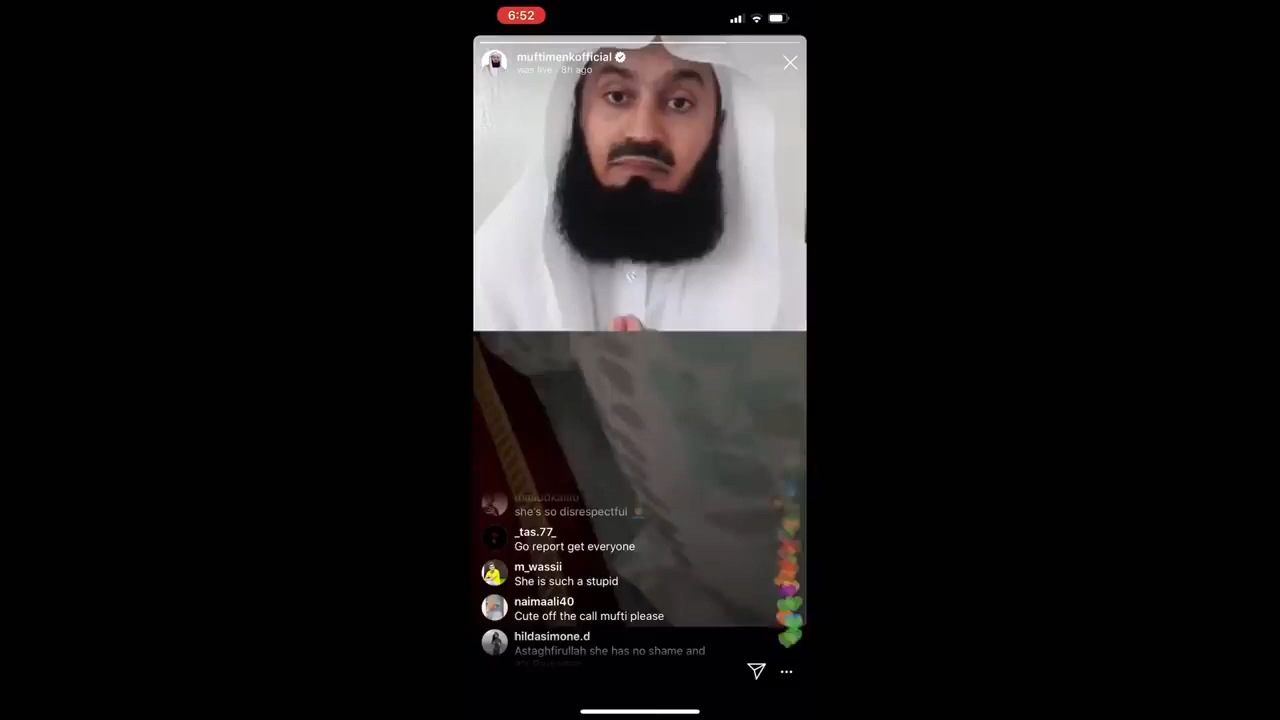 6:52
muftimenkofficial
was live · 8h ago
she's so disrespectful
_tas.77_
Go report get everyone
m_wassii
She is such a stupid
naimaali40
Cute off the call mufti please
hildasimone.d
Astaghfirullah she has no shame and